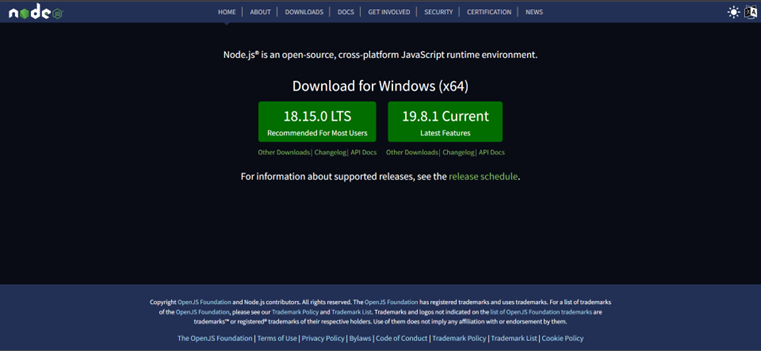 node JS
HOME | ABOUT | DOWNLOADS | DOCS | GET INVOLVED | SECURITY | CERTIFICATION | NEWS
Node.js® is an open-source, cross-platform JavaScript runtime environment.
Download for Windows (x64)
18.15.0 LTS
Recommended For Most Users
19.8.1 Current
Latest Features
Other Downloads | Changelog | API Docs
Other Downloads | Changelog | API Docs
For information about supported releases, see the release schedule.
Copyright OpenJS Foundation and Node.js contributors. All rights reserved. The OpenJS Foundation has registered trademarks and uses trademarks. For a list of trademarks
of the OpenJS Foundation, please see our Trademark Policy and Trademark List. Trademarks and logos not indicated on the list of OpenJS Foundation trademarks are
trademarks™ or registered® trademarks of their respective holders. Use of them does not imply any affiliation with or endorsement by them.
The OpenJS Foundation | Terms of Use | Privacy Policy | Bylaws | Code of Conduct | Trademark Policy | Trademark List | Cookie Policy